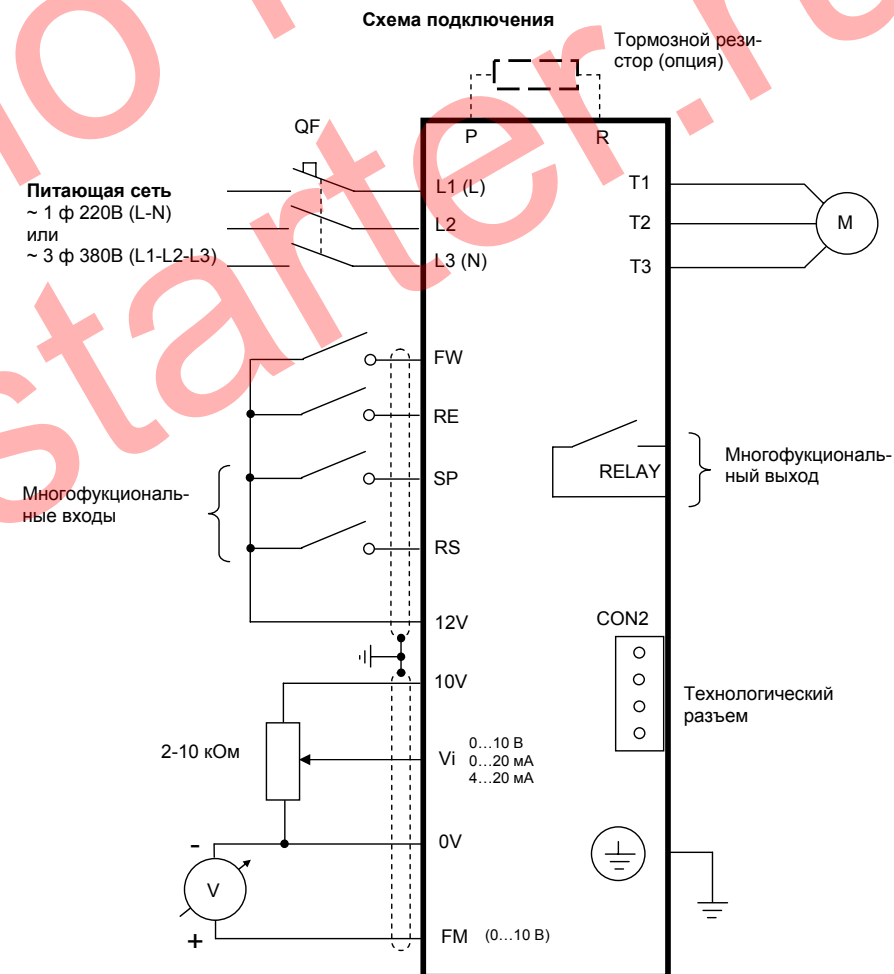 Схема подключения
Тормозной рези-
стор (опция)
QF
P
R
Питающая сеть
~ 1 ф 220В (L-N)
или
~ 3 ф 380В (L1-L2-L3)
L1 (L)
L2
L3 (N)
T1
T2
T3
M
FW
RE
SP
RS
12V
Многофукциональ-
ные входы
RELAY
Многофукциональ-
ный выход
CON2
Технологический
разъем
10V
2-10 кОм
Vi
0...10 В
0...20 мА
4...20 мА
0V
-
V
+
FM (0...10 В)
starter.ru